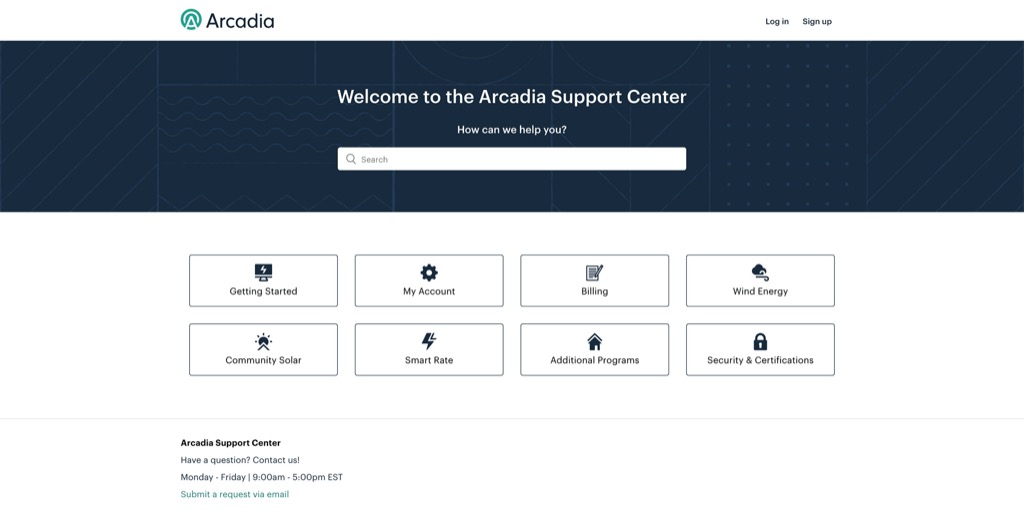 Arcadia
Log in
Sign up
Welcome to the Arcadia Support Center
How can we help you?
Search
Getting Started
My Account
Billing
Wind Energy
Community Solar
Smart Rate
Additional Programs
Security & Certifications
Arcadia Support Center
Have a question? Contact us!
Monday - Friday | 9:00am - 5:00pm EST
Submit a request via email